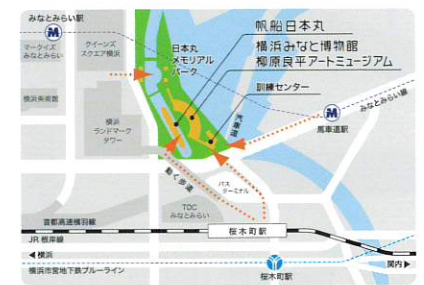 みなとみらい駅
マークイズ
みなとみらい
クイーンズ
スクエア横浜
日本丸
メモリアル
パーク
帆船日本丸
横浜みなと博物館
柳原良平アートミュージアム
訓練センター
みなとみらい線
横浜美術館
横浜
ランドマーク
タワー
汽車道
馬車道駅
動く歩道
バス
ターミナル
TOC
みなとみらい
首都高速横羽線
桜木町駅
JR 根岸線
◀横浜
横浜市営地下鉄ブルーライン
桜木町駅
関内▶